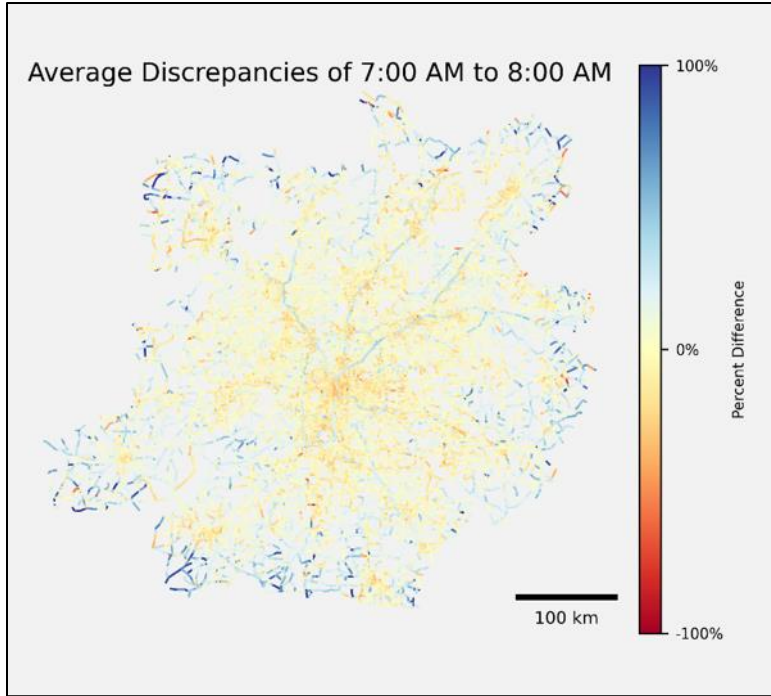 Average Discrepancies of 7:00 AM to 8:00 AM
100%
0%
-100%
Percent Difference
100 km